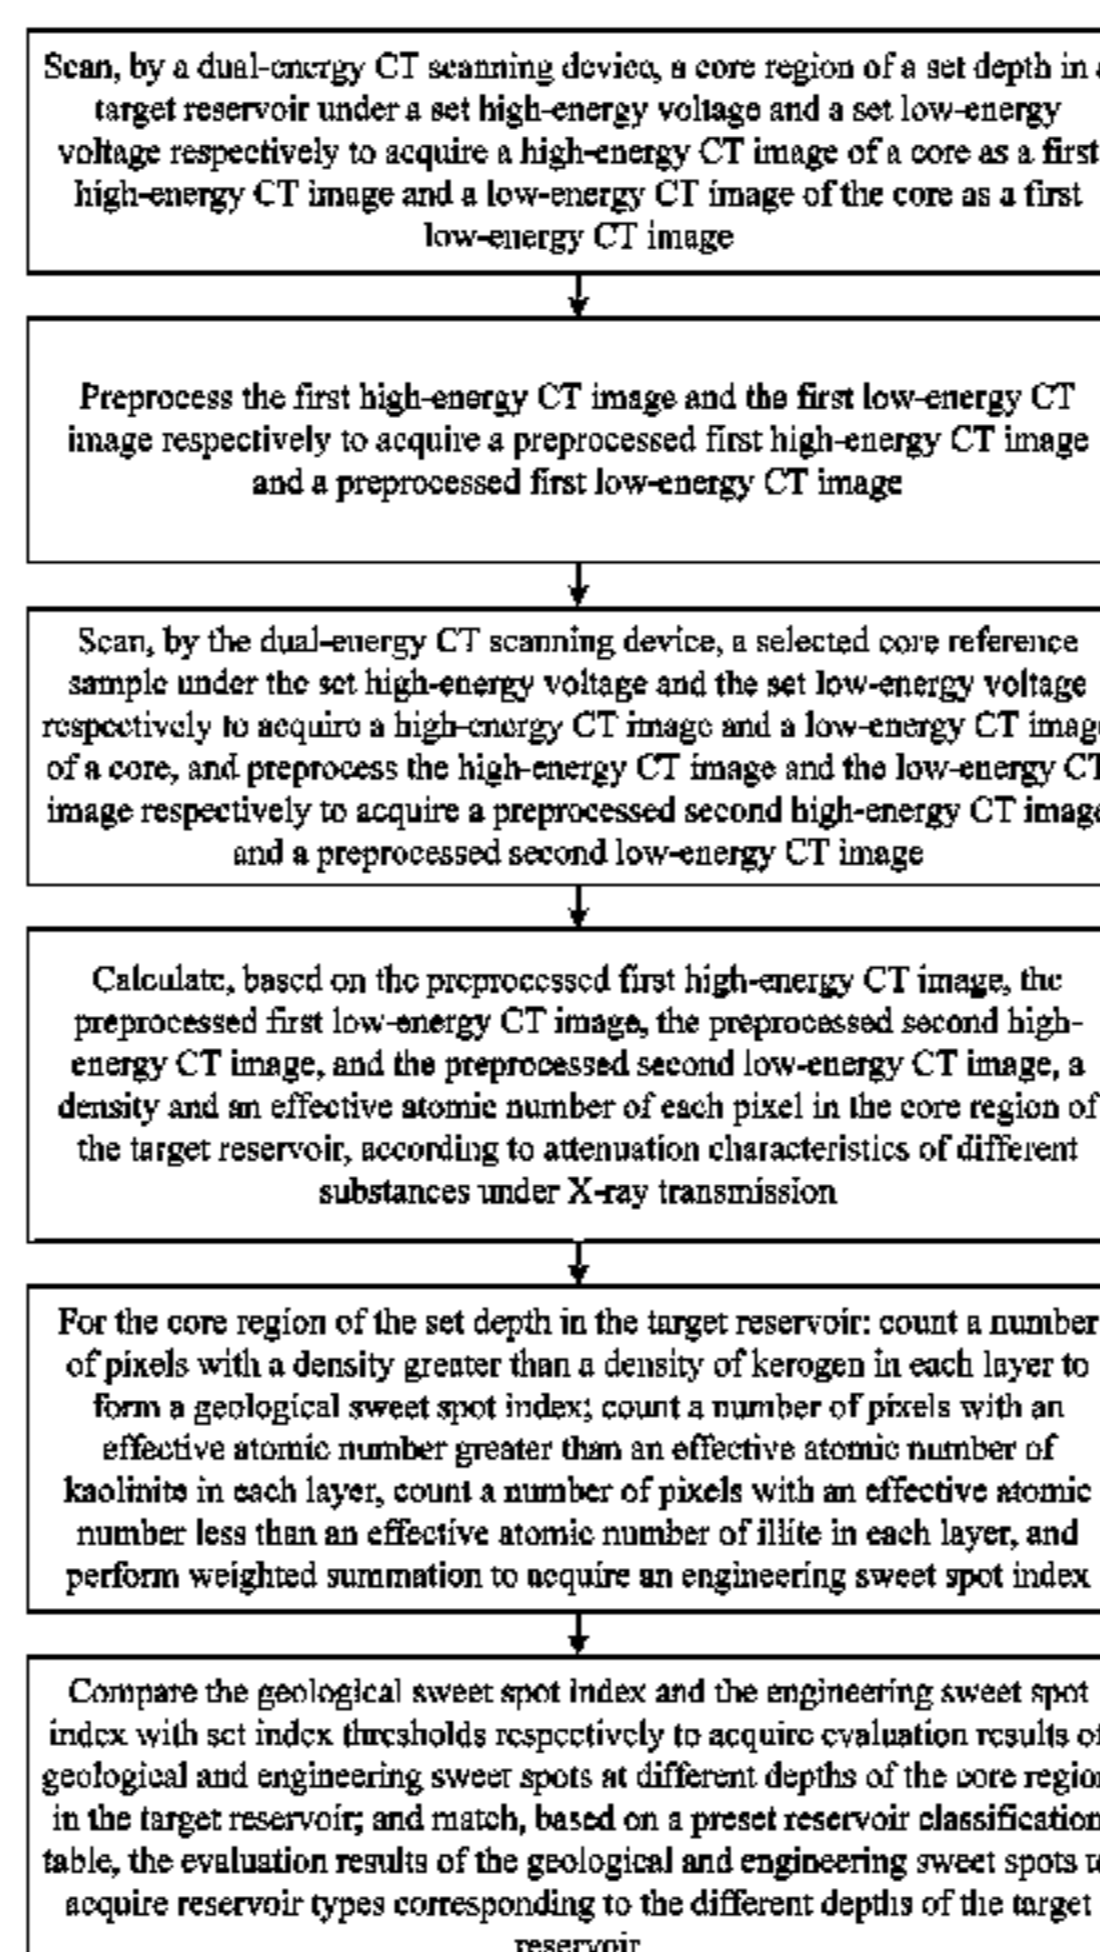 Scan, by a dual-energy CT scanning device, a core region of a set depth in a
target reservoir under a set high-energy voltage and a set low-energy
voltage respectively to acquire a high-energy CT image of a core as a first
high-energy CT image and a low-energy CT image of the core as a first
low-energy CT image
Preprocess the first high-energy CT image and the first low-energy CT
image respectively to acquire a preprocessed first high-energy CT image
and a preprocessed first low-energy CT image
Scan, by the dual-energy CT scanning device, a selected core reference
sample under the set high-energy voltage and the set low-energy voltage
respectively to acquire a high-energy CT image and a low-energy CT image
of a core, and preprocess the high-energy CT image and the low-energy CT
image respectively to acquire a preprocessed second high-energy CT image
and a preprocessed second low-energy CT image
Calculate, based on the preprocessed first high-energy CT image, the
preprocessed first low-energy CT image, the preprocessed second high-
energy CT image, and the preprocessed second low-energy CT image, a
density and an effective atomic number of each pixel in the core region of
the target reservoir, according to attenuation characteristics of different
substances under X-ray transmission
For the core region of the set depth in the target reservoir: count a number
of pixels with a density greater than a density of kerogen in each layer to
form a geological sweet spot index; count a number of pixels with an
effective atomic number greater than an effective atomic number of
kaolinite in each layer, count a number of pixels with an effective atomic
number less than an effective atomic number of illite in each layer, and
perform weighted summation to acquire an engineering sweet spot index
Compare the geological sweet spot index and the engineering sweet spot
index with set index thresholds respectively to acquire evaluation results of
geological and engineering sweet spots at different depths of the core region
in the target reservoir; and match, based on a preset reservoir classification
table, the evaluation results of the geological and engineering sweet spots to
acquire reservoir types corresponding to the different depths of the target
reservoir